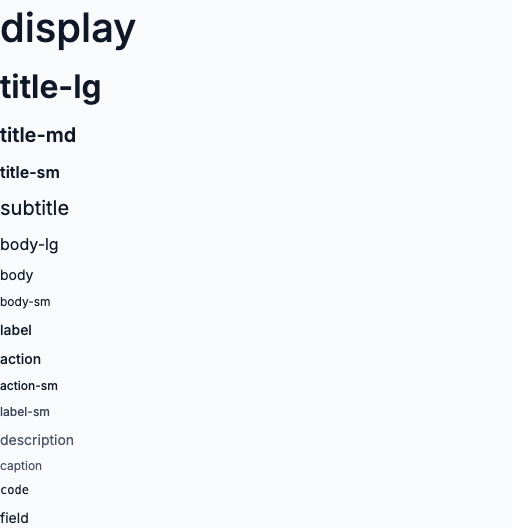 display
title-lg
title-md
title-sm
subtitle
body-lg
body
body-sm
label
action
action-sm
label-sm
description
caption
code
field